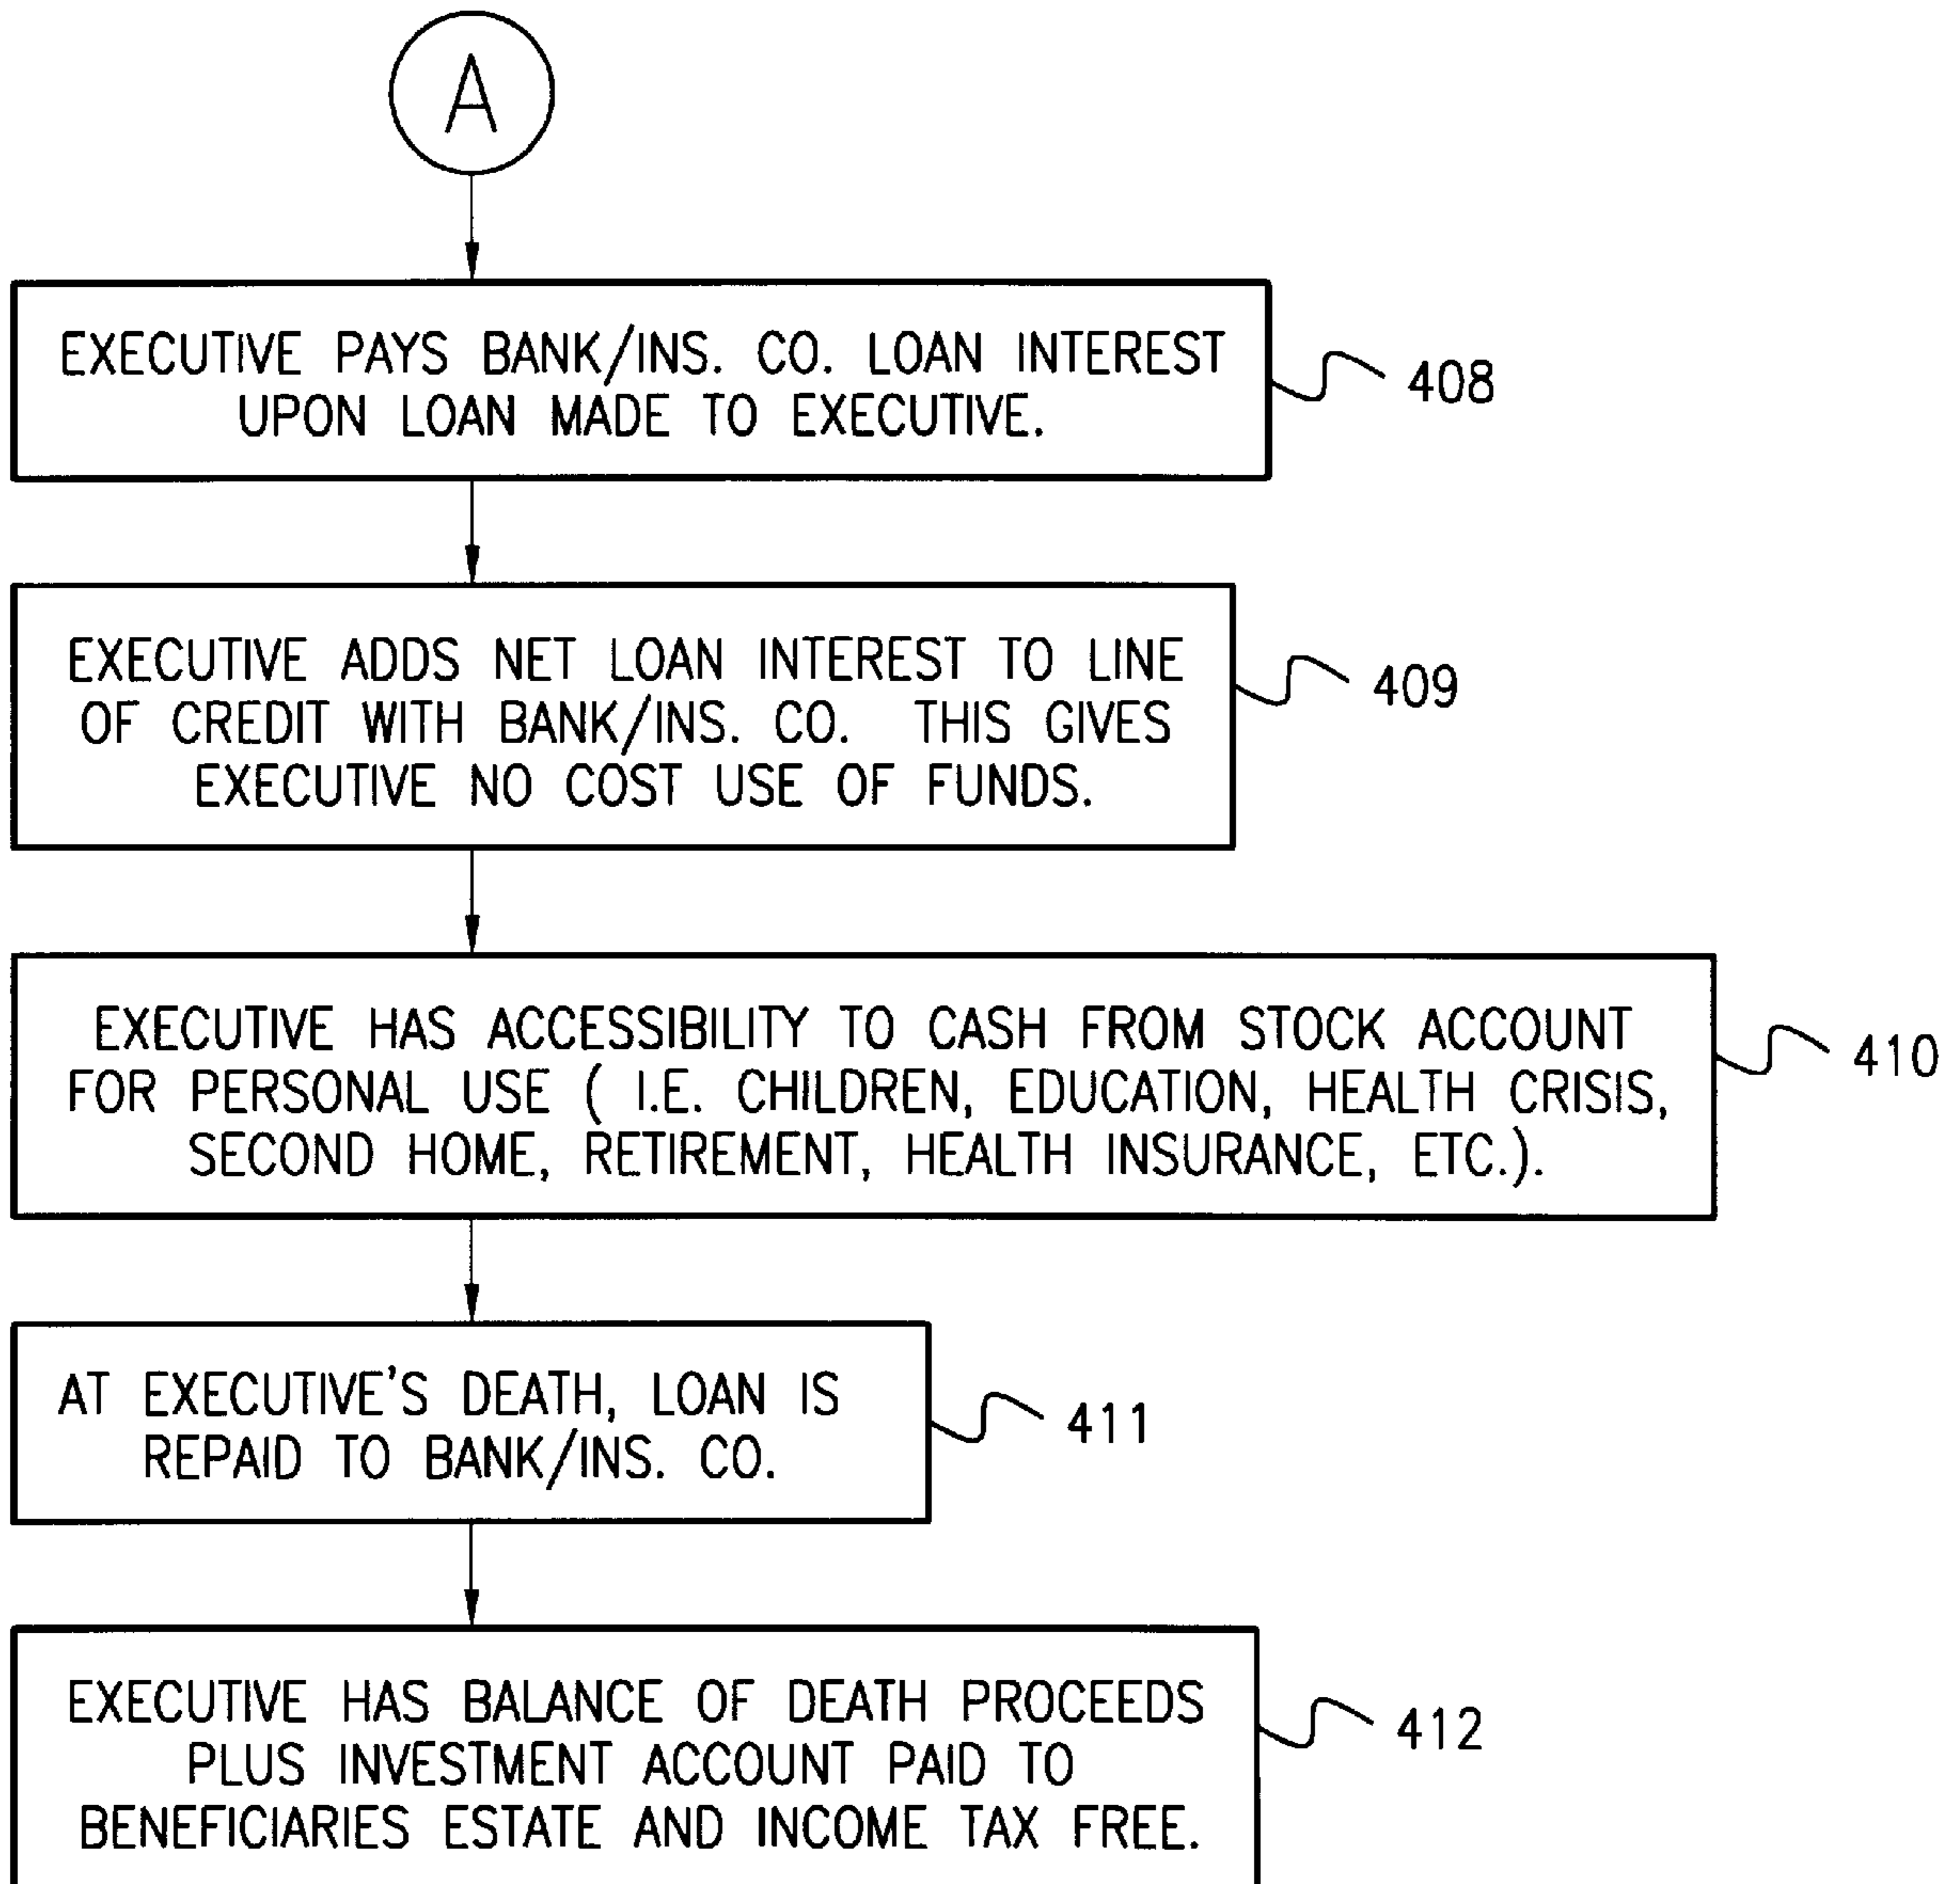 A
EXECUTIVE PAYS BANK/INS. CO. LOAN INTEREST
UPON LOAN MADE TO EXECUTIVE.
408
EXECUTIVE ADDS NET LOAN INTEREST TO LINE
OF CREDIT WITH BANK/INS. CO. THIS GIVES
EXECUTIVE NO COST USE OF FUNDS.
409
EXECUTIVE HAS ACCESSIBILITY TO CASH FROM STOCK ACCOUNT
FOR PERSONAL USE ( I.E. CHILDREN, EDUCATION, HEALTH CRISIS,
SECOND HOME, RETIREMENT, HEALTH INSURANCE, ETC.).
410
AT EXECUTIVE'S DEATH, LOAN IS
REPAID TO BANK/INS. CO.
411
EXECUTIVE HAS BALANCE OF DEATH PROCEEDS
PLUS INVESTMENT ACCOUNT PAID TO
BENEFICIARIES ESTATE AND INCOME TAX FREE.
412